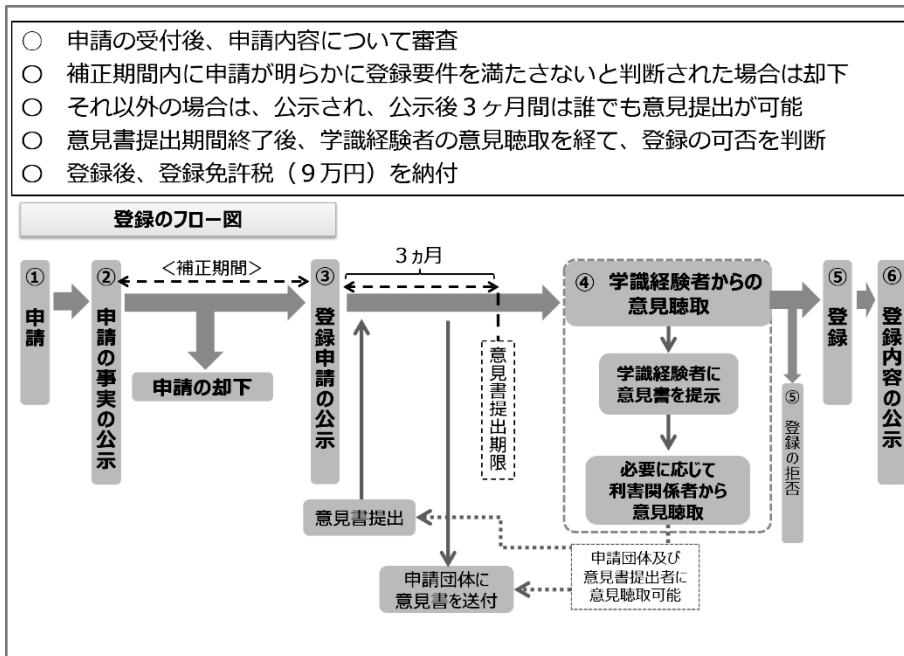 ○ 申請の受付後、申請内容について審査
○ 補正期間内に申請が明らかに登録要件を満たさないと判断された場合は却下
○ それ以外の場合は、公示され、公示後３ヶ月間は誰でも意見提出が可能
○ 意見書提出期間終了後、学識経験者の意見聴取を経て、登録の可否を判断
○ 登録後、登録免許税（９万円）を納付
登録のフロー図
① 申請
② 申請の事実の公示
＜補正期間＞
申請の却下
③ 登録申請の公示
３ヵ月
意見書提出期限
意見書提出
申請団体に
意見書を送付
④ 学識経験者からの
意見聴取
学識経験者に
意見書を提示
必要に応じて
利害関係者から
意見聴取
申請団体及び
意見書提出者に
意見聴取可能
⑤ 登録の拒否
⑤ 登録
⑥ 登録内容の公示